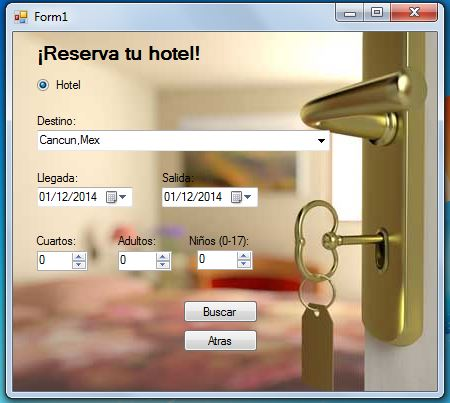 Form1
¡Reserva tu hotel!
Hotel
Destino:
Cancun,Mex
Llegada: Salida:
01/12/2014 01/12/2014
Cuartos: Adultos: Niños (0-17):
0 0 0
Buscar
Atras